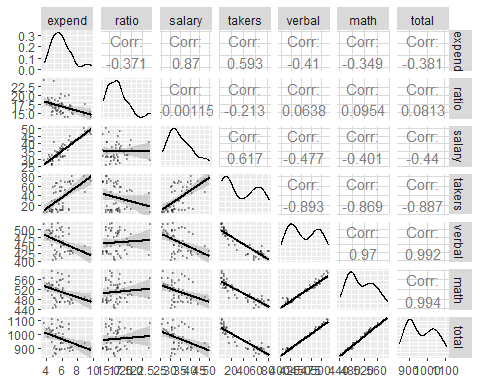 expend ratio salary takers verbal math total
0.3
0.2
0.1
0.0
Corr:
-0.371
Corr:
0.87
Corr:
0.593
Corr:
-0.41
Corr:
-0.349
Corr:
-0.381
expend
22.5
20.0
17.5
15.0
Corr:
0.00115
Corr:
-0.213
Corr:
0.0638
Corr:
0.0954
Corr:
0.0813
ratio
50
45
40
35
30
25
Corr:
0.617
Corr:
-0.477
Corr:
-0.401
Corr:
-0.44
salary
80
60
40
20
Corr:
-0.893
Corr:
-0.869
Corr:
-0.887
takers
500
475
450
425
400
Corr:
0.97
Corr:
0.992
verbal
560
520
480
440
Corr:
0.994
math
1100
1000
900
total
4 6 8 10